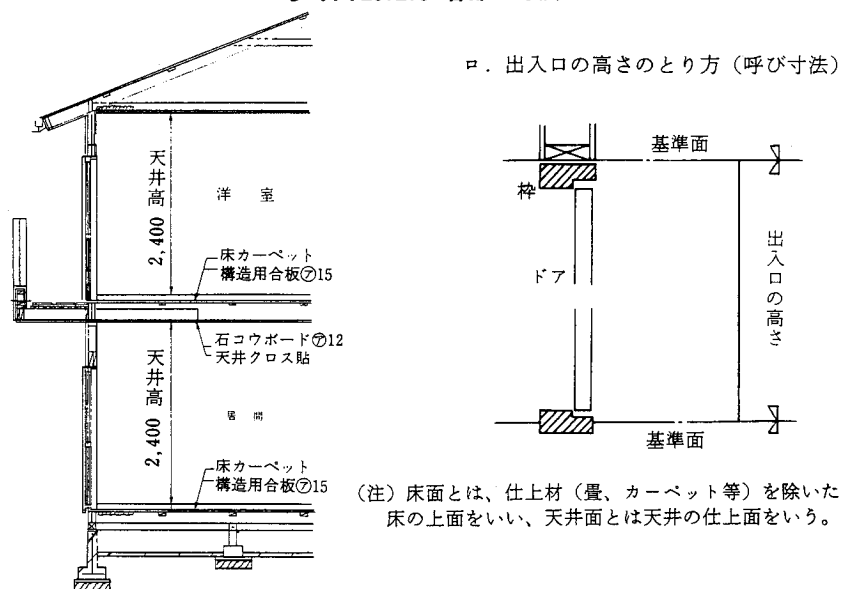 ロ．出入口の高さのとり方（呼び寸法）
天井高 2,400
洋室
床カーペット
構造用合板㋐15
石コウボード㋐12
天井クロス貼
天井高 2,400
居間
床カーペット
構造用合板㋐15
基準面
枠
ドア
出入口の高さ
基準面
（注）床面とは、仕上材（畳、カーペット等）を除いた
床の上面をいい、天井面とは天井の仕上面をいう。